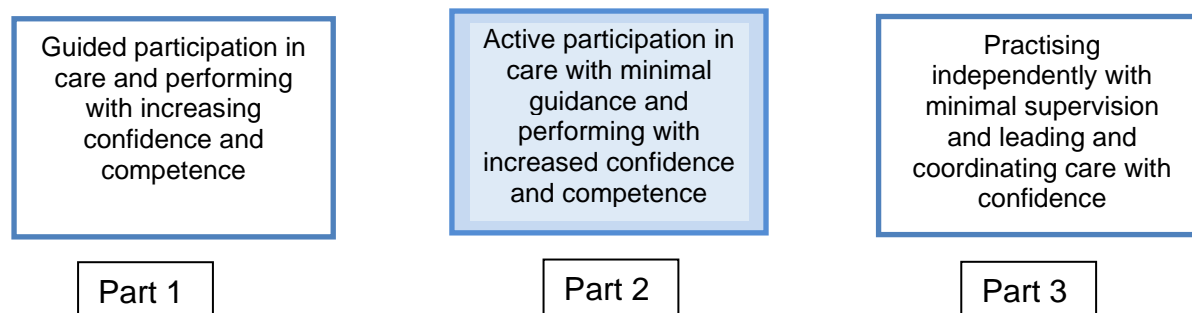 Guided participation in
care and performing
with increasing
confidence and
competence
Active participation in
care with minimal
guidance and
performing with
increased confidence
and competence
Practising
independently with
minimal supervision
and leading and
coordinating care with
confidence
Part 1
Part 2
Part 3